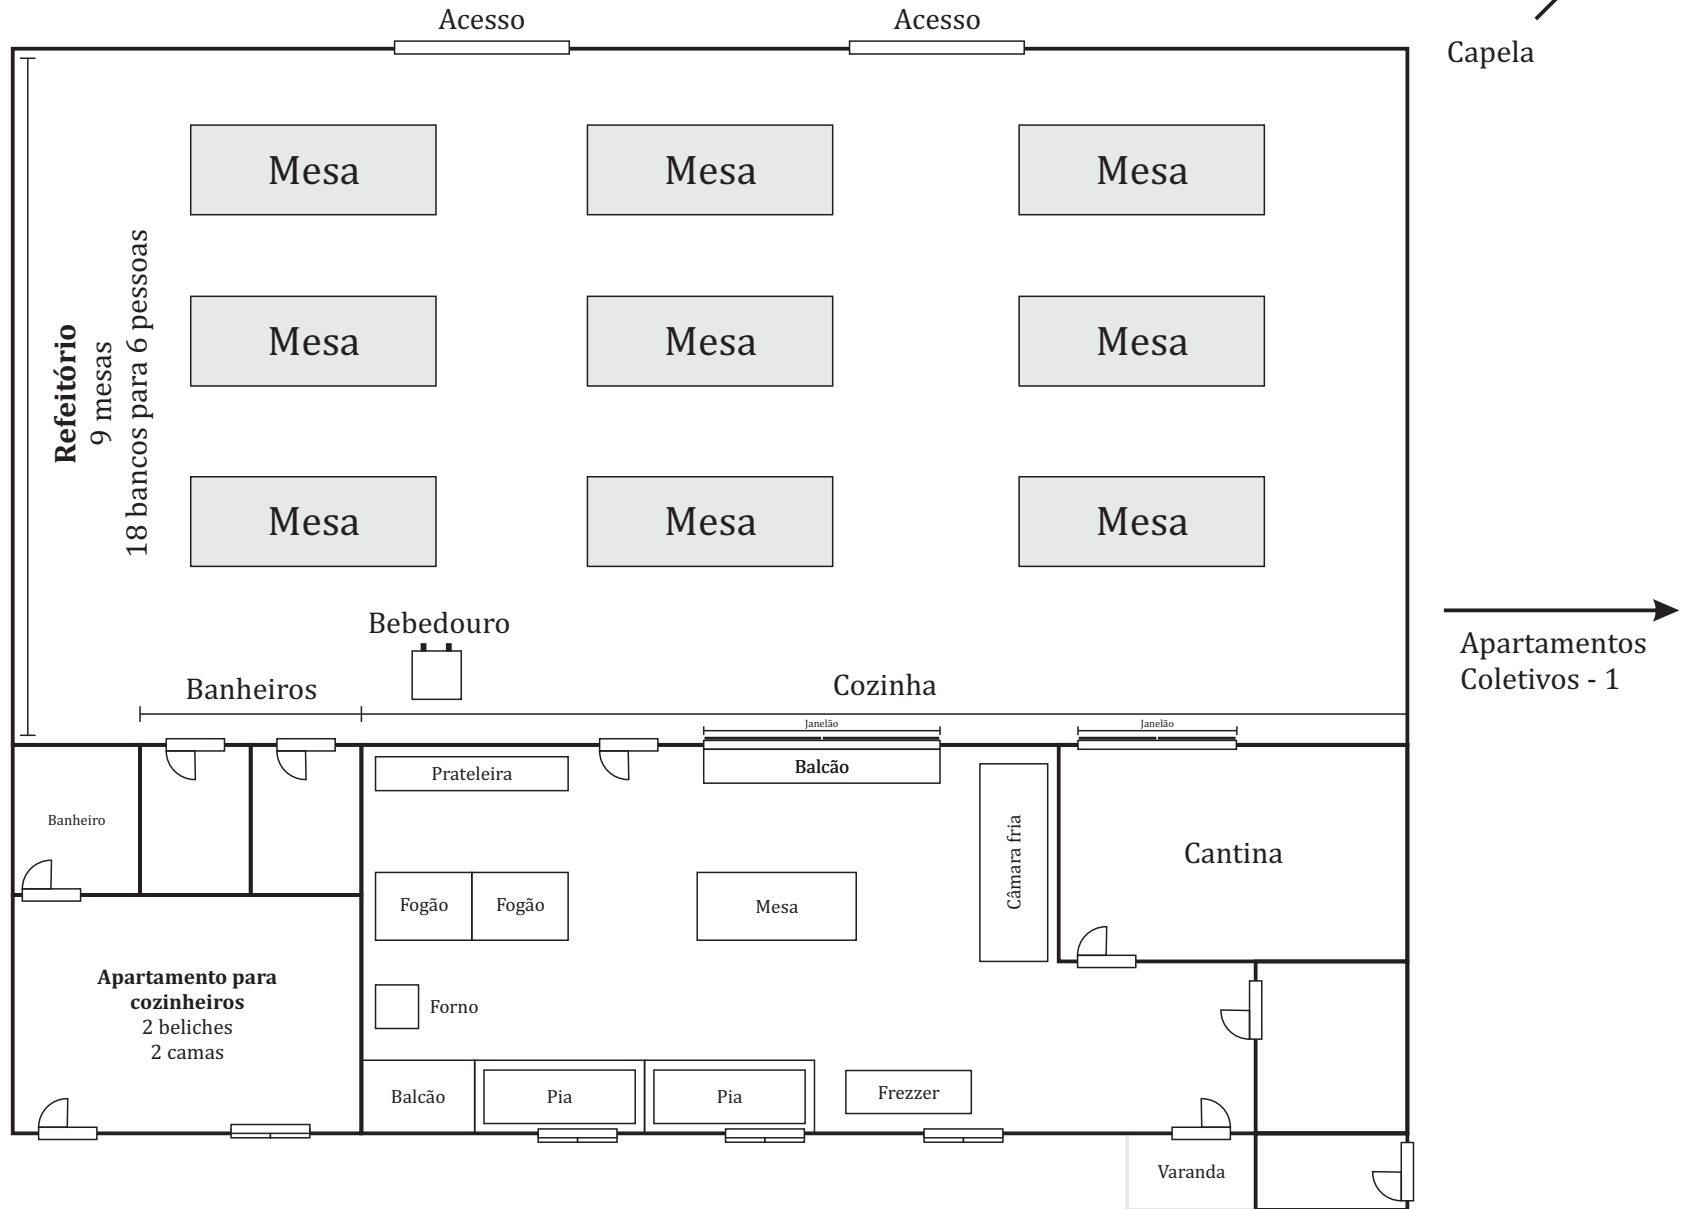 Acesso
Acesso
Capela
Mesa
Mesa
Mesa
Mesa
Mesa
Mesa
Refeitório
9 mesas
18 bancos para 6 pessoas
Mesa
Mesa
Mesa
Apartamentos
Coletivos - 1
Bebedouro
Banheiros
Cozinha
Janelão
Janelão
Prateleira
Balcão
Banheiro
Câmara fria
Cantina
Fogão
Fogão
Mesa
Apartamento para
cozinheiros
2 beliches
2 camas
Forno
Balcão
Pia
Pia
Frezzer
Varanda